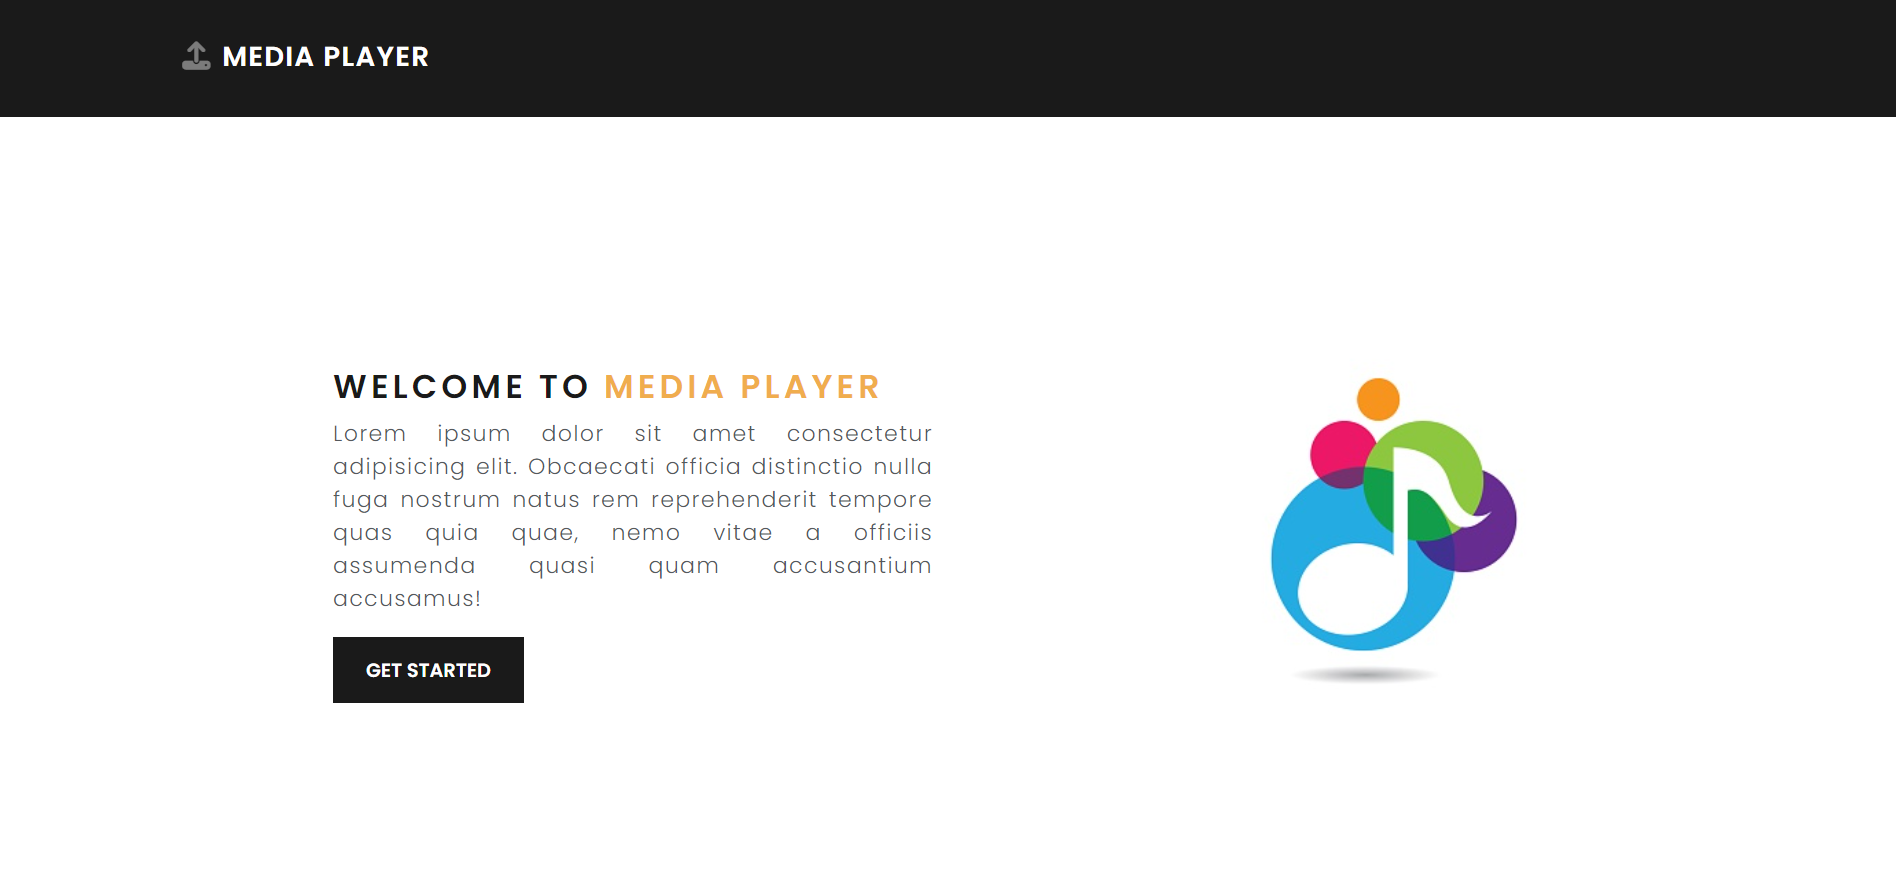 MEDIA PLAYER
WELCOME TO MEDIA PLAYER
Lorem ipsum dolor sit amet consectetur
adipisicing elit. Obcaecati officia distinctio nulla
fuga nostrum natus rem reprehenderit tempore
quas quia quae, nemo vitae a officiis
assumenda quasi quam accusantium
accusamus!
GET STARTED